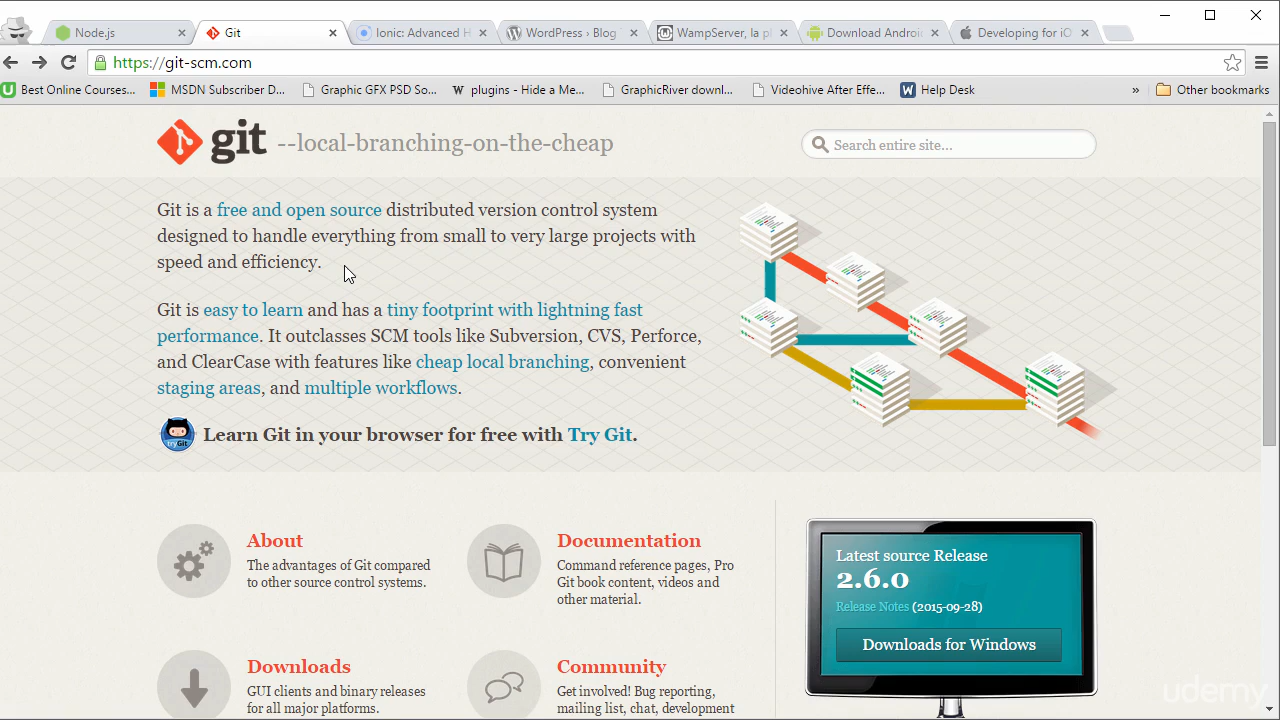 Node.js
Git
Ionic: Advanced H
WordPress › Blog
WampServer, la pl
Download Androi
Developing for iO
https://git-scm.com
Best Online Courses...
MSDN Subscriber D...
Graphic GFX PSD So...
plugins - Hide a Me...
GraphicRiver downl...
Videohive After Effe...
Help Desk
»
Other bookmarks
git --local-branching-on-the-cheap
Search entire site...
Git is a free and open source distributed version control system
designed to handle everything from small to very large projects with
speed and efficiency.
Git is easy to learn and has a tiny footprint with lightning fast
performance. It outclasses SCM tools like Subversion, CVS, Perforce,
and ClearCase with features like cheap local branching, convenient
staging areas, and multiple workflows.
tryGit
Learn Git in your browser for free with Try Git.
About
The advantages of Git compared
to other source control systems.
Documentation
Command reference pages, Pro
Git book content, videos and
other material.
Latest source Release
2.6.0
Release Notes (2015-09-28)
Downloads for Windows
Downloads
GUI clients and binary releases
for all major platforms.
Community
Get involved! Bug reporting,
mailing list, chat, development
udemy